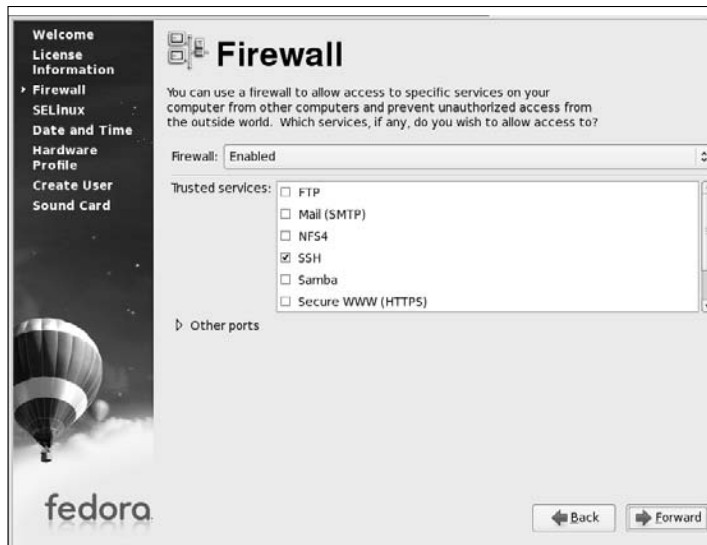 Welcome
License
Information
Firewall
SELinux
Date and Time
Hardware
Profile
Create User
Sound Card
Firewall
You can use a firewall to allow access to specific services on your
computer from other computers and prevent unauthorized access from
the outside world. Which services, if any, do you wish to allow access to?
Firewall: Enabled
Trusted services:
FTP
Mail (SMTP)
NFS4
SSH
Samba
Secure WWW (HTTPS)
Other ports
fedora
Back
Forward